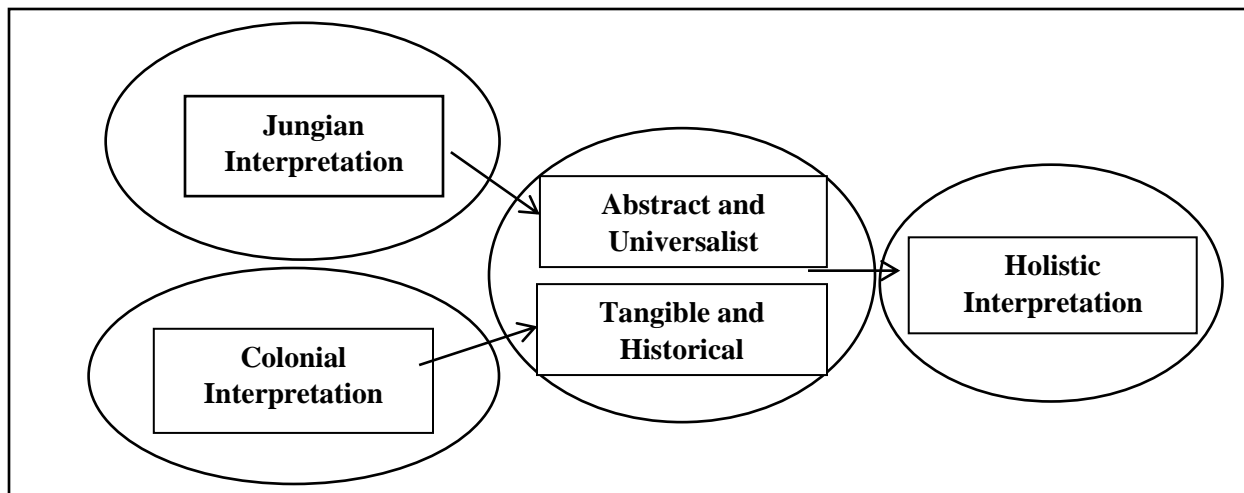 Jungian
Interpretation
Abstract and
Universalist
Holistic
Interpretation
Tangible and
Historical
Colonial
Interpretation